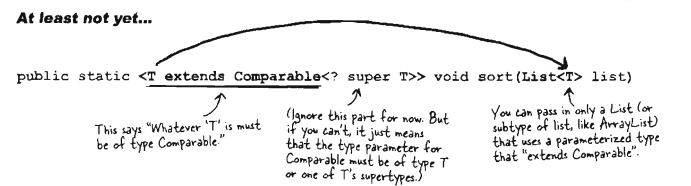 At least not yet...
public static <T extends Comparable<? super T>> void sort(List<T> list)
This says "Whatever 'T' is must
be of type Comparable."
(Ignore this part for now. But
if you can't, it just means
that the type parameter for
Comparable must be of type T
or one of T's supertypes.)
You can pass in only a List (or
subtype of list, like ArrayList)
that uses a parameterized type
that "extends Comparable".